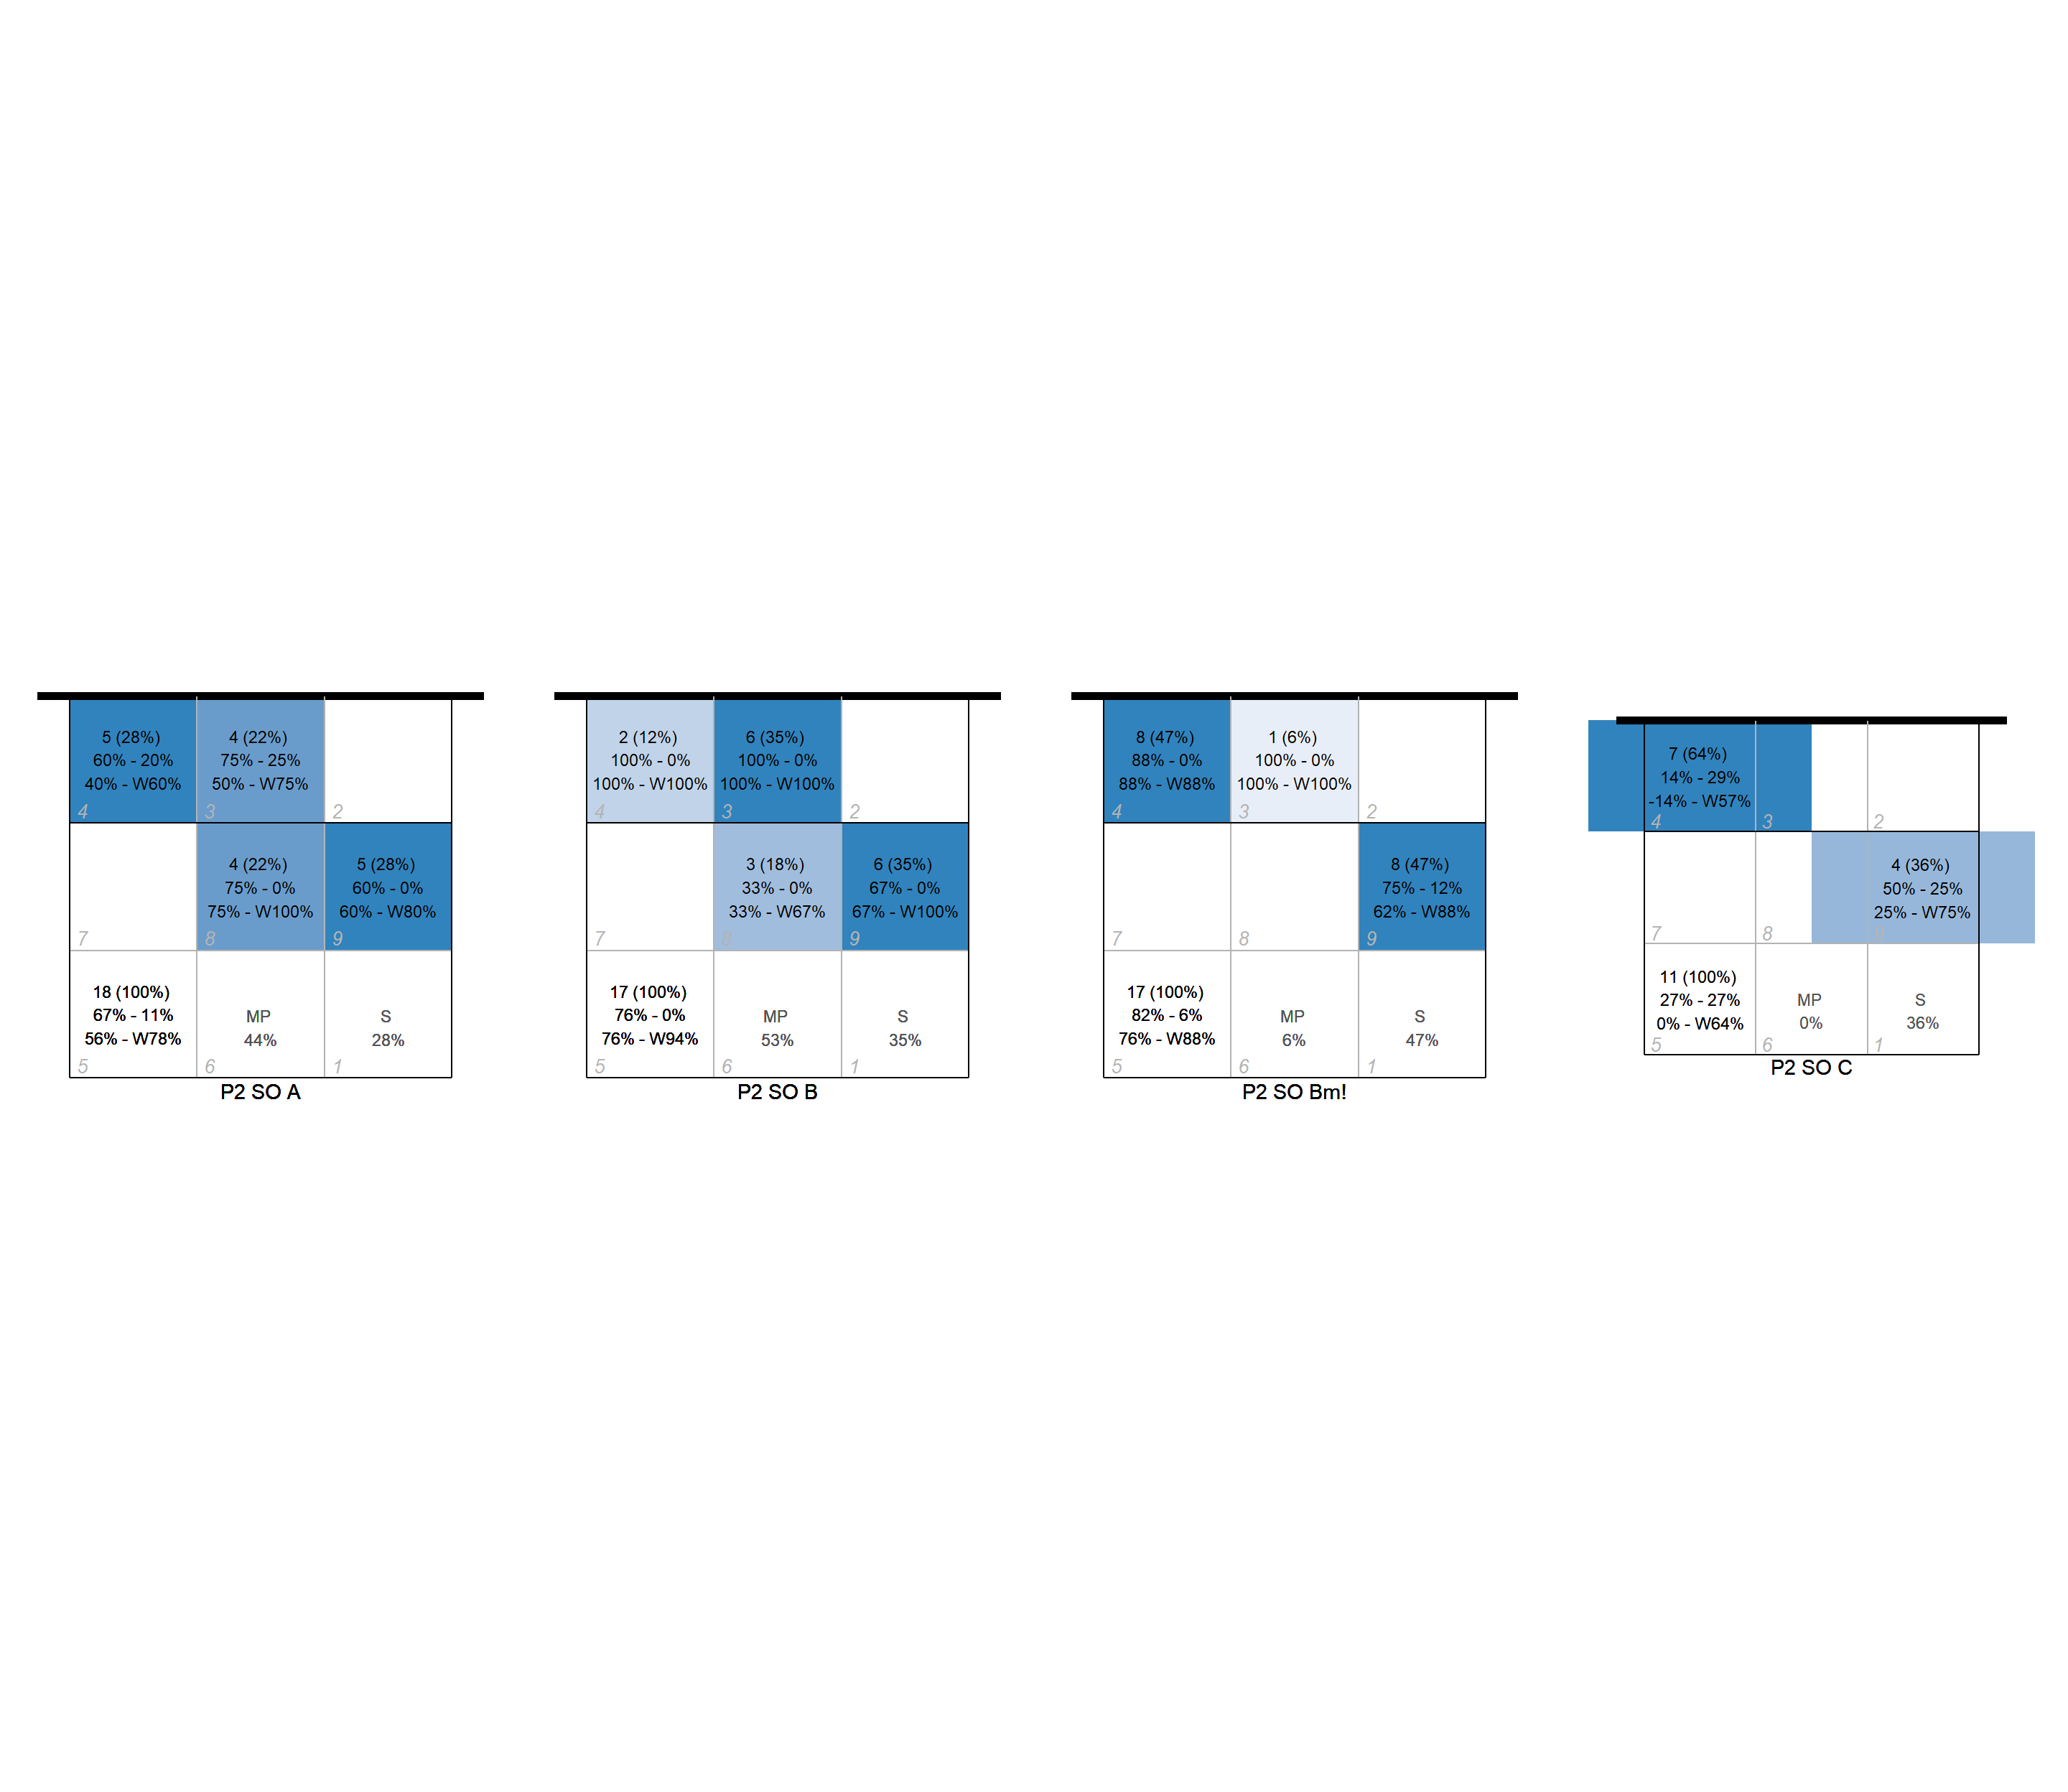 5 (28%)
60% - 20%
40% - W60%
4
4 (22%)
75% - 25%
50% - W75%
3
2
7
4 (22%)
75% - 0%
75% - W100%
8
5 (28%)
60% - 0%
60% - W80%
9
18 (100%)
67% - 11%
56% - W78%
5
MP
44%
6
S
28%
1
P2 SO A
2 (12%)
100% - 0%
100% - W100%
4
6 (35%)
100% - 0%
100% - W100%
3
2
7
3 (18%)
33% - 0%
33% - W67%
8
6 (35%)
67% - 0%
67% - W100%
9
17 (100%)
76% - 0%
76% - W94%
5
MP
53%
6
S
35%
1
P2 SO B
8 (47%)
88% - 0%
88% - W88%
4
1 (6%)
100% - 0%
100% - W100%
3
2
7
8
8 (47%)
75% - 12%
62% - W88%
9
17 (100%)
82% - 6%
76% - W88%
5
MP
6%
6
S
47%
1
P2 SO Bm!
7 (64%)
14% - 29%
-14% - W57%
4
3
2
7
8
4 (36%)
50% - 25%
25% - W75%
11 (100%)
27% - 27%
0% - W64%
5
MP
0%
6
S
36%
1
P2 SO C